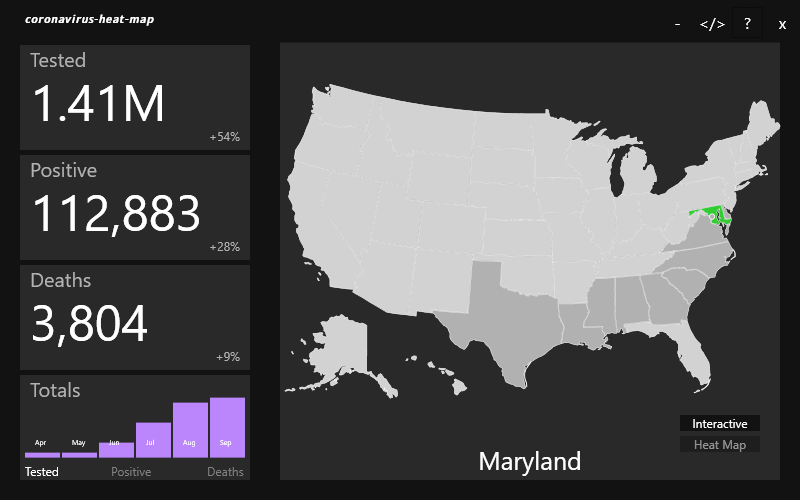 coronavirus-heat-map
- </> ? x
Tested
1.41M
+54%
Positive
112,883
+28%
Deaths
3,804
+9%
Totals
Apr May Jun Jul Aug Sep
Tested Positive Deaths
Interactive
Heat Map
Maryland